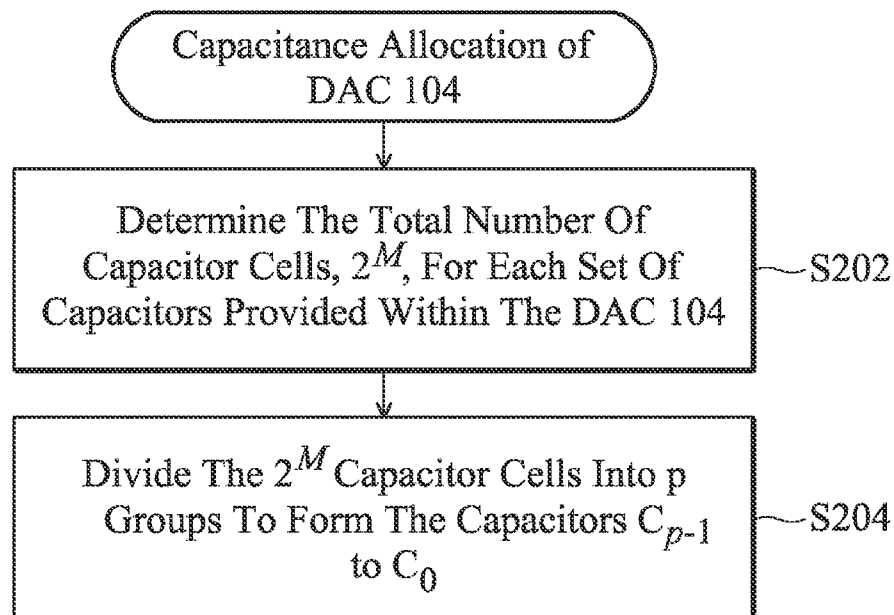 Capacitance Allocation of
DAC 104
Determine The Total Number Of
Capacitor Cells, 2^M, For Each Set Of
Capacitors Provided Within The DAC 104
S202
Divide The 2^M Capacitor Cells Into p
Groups To Form The Capacitors C_{p-1}
to C_0
S204